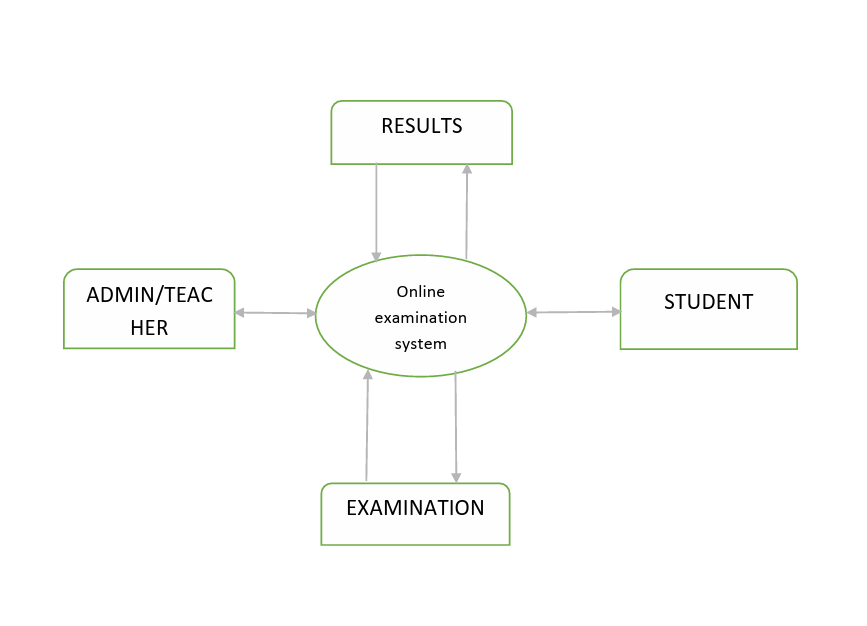 RESULTS
ADMIN/TEAC
HER
Online
examination
system
STUDENT
EXAMINATION